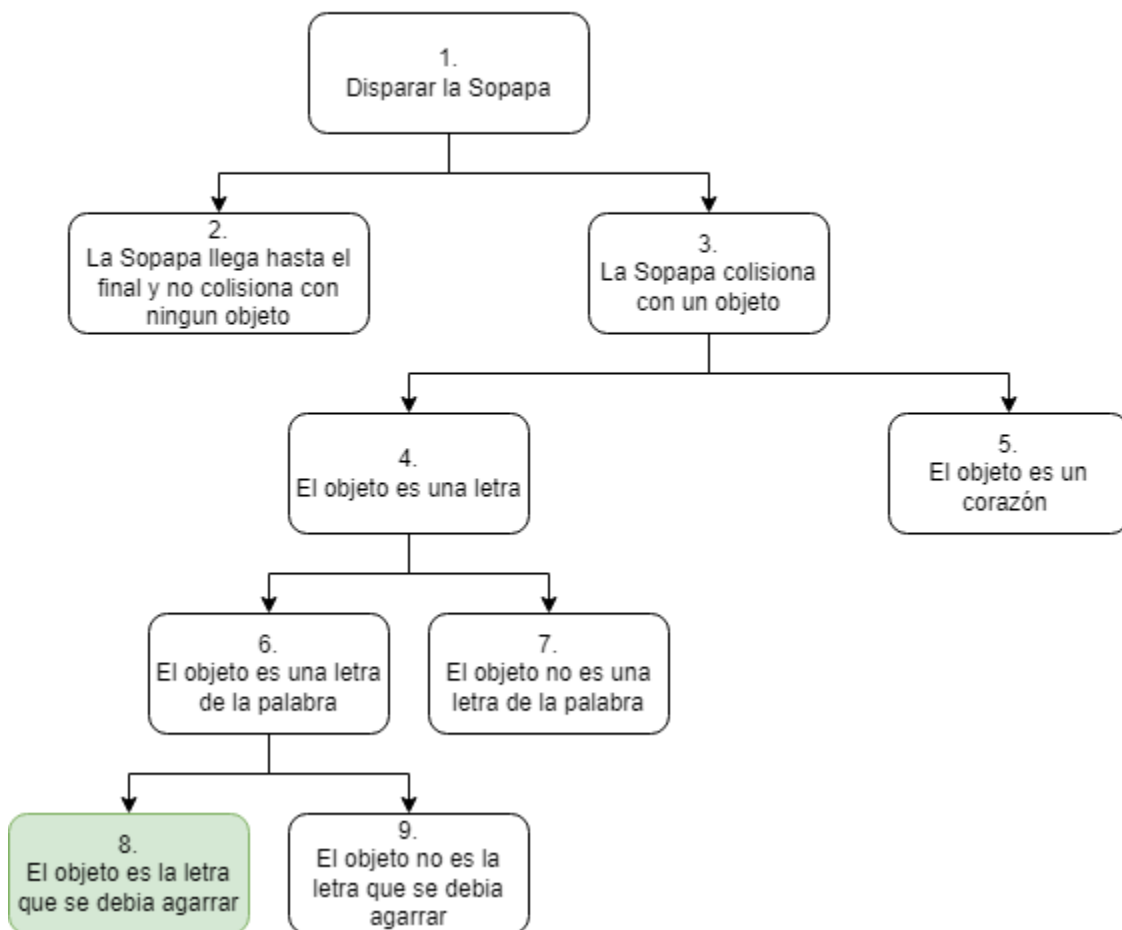 1.
Disparar la Sopapa
2.
La Sopapa llega hasta el
final y no colisiona con
ningun objeto
3.
La Sopapa colisiona
con un objeto
4.
El objeto es una letra
5.
El objeto es un
corazón
6.
El objeto es una letra
de la palabra
7.
El objeto no es una
letra de la palabra
8.
El objeto es la letra
que se debia agarrar
9.
El objeto no es la
letra que se debia
agarrar